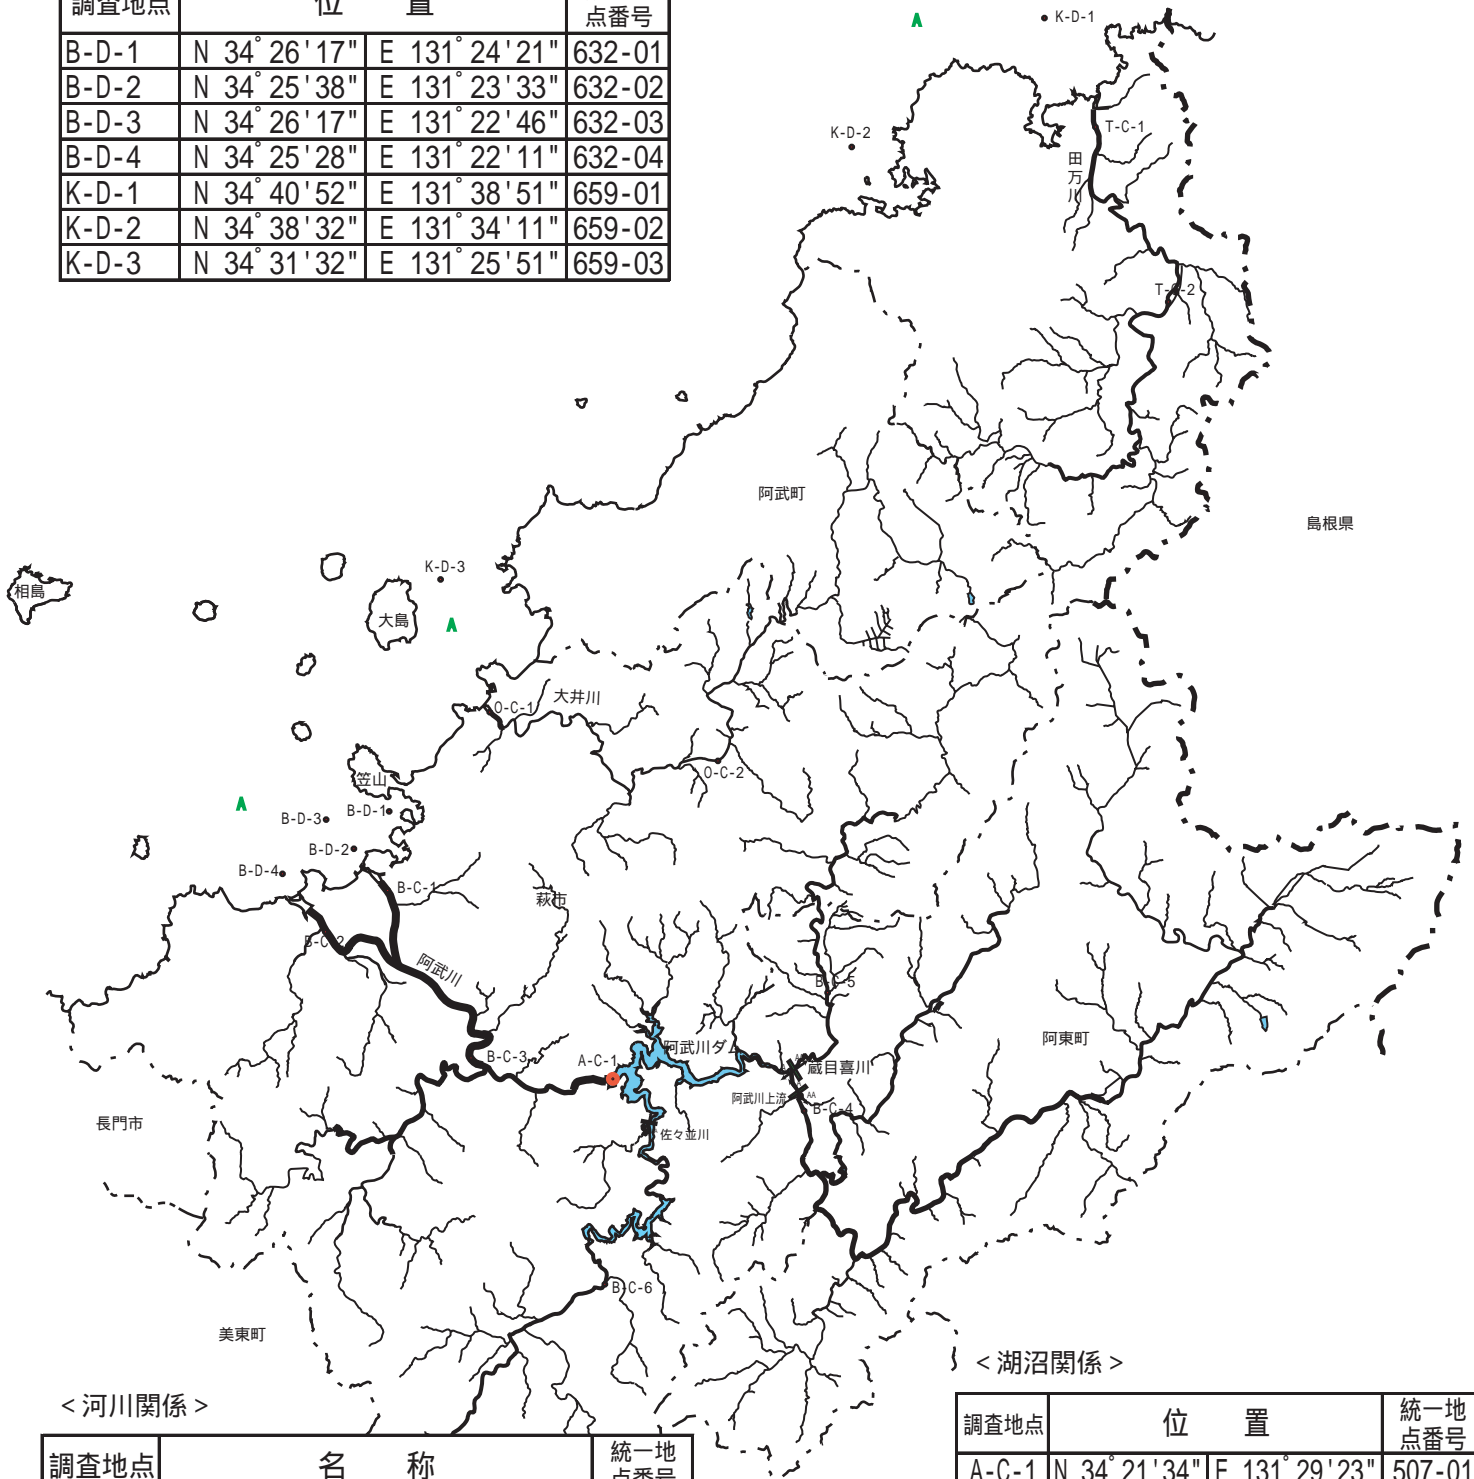 調査地点 位 置 点番号
B-D-1 N 34°26'17" E 131°24'21" 632-01
B-D-2 N 34°25'38" E 131°23'33" 632-02
B-D-3 N 34°26'17" E 131°22'46" 632-03
B-D-4 N 34°25'28" E 131°22'11" 632-04
K-D-1 N 34°40'52" E 131°38'51" 659-01
K-D-2 N 34°38'32" E 131°34'11" 659-02
K-D-3 N 34°31'32" E 131°25'51" 659-03
A
K-D-1
K-D-2
T-C-1
田万川
T-C-2
阿武町
島根県
K-D-3
相島
大島
A
O-C-1
大井川
O-C-2
笠山
A
B-D-3
B-D-1
B-D-2
B-D-4
B-C-1
萩市
B-C-2
阿武川
B-C-5
阿東町
B-C-3
A-C-1
阿武川ダム
蔵目喜川
阿武川上流
AA
B-C-4
長門市
佐々並川
B-C-6
美東町
<湖沼関係>
<河川関係>
調査地点 位 置 統一地
点番号
A-C-1 N 34°21'34" E 131°29'23" 507-01
調査地点 名 称 統一地
点番号